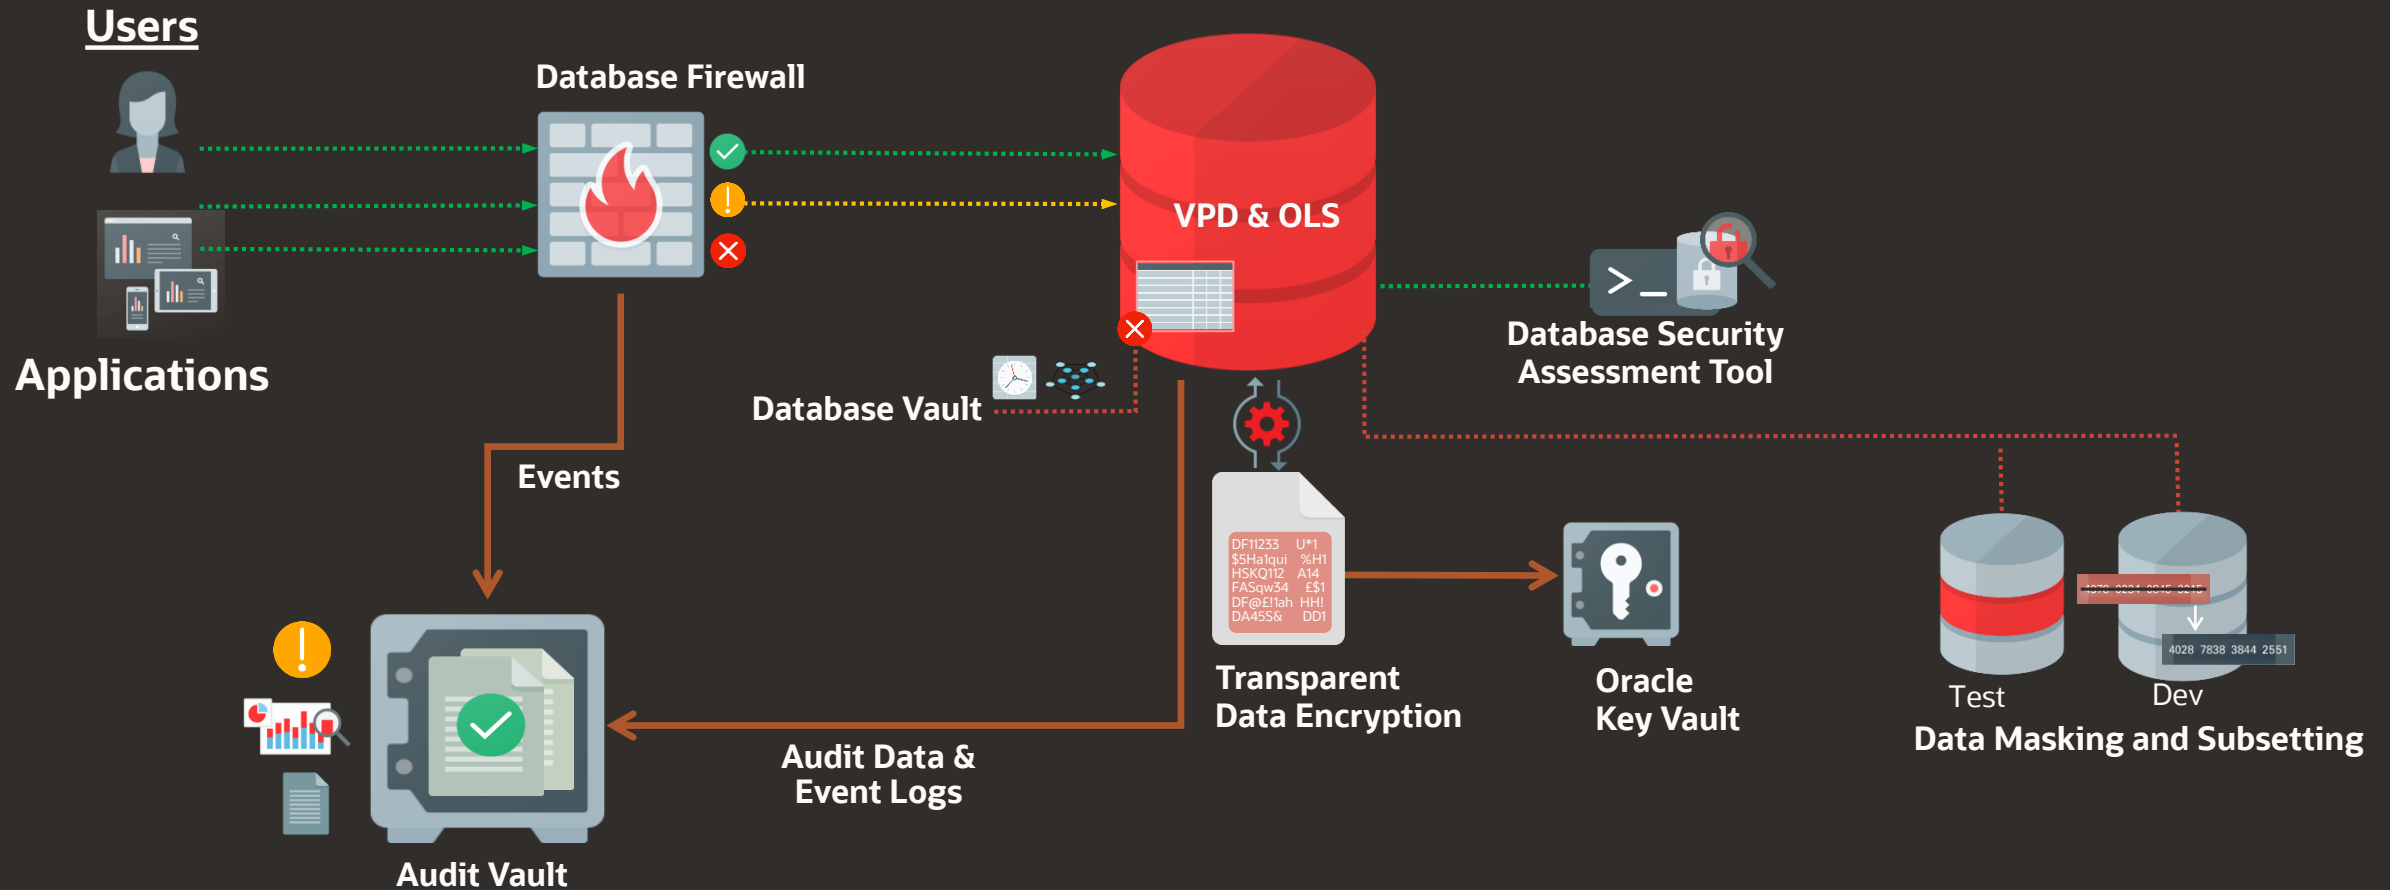 Users
Database Firewall
VPD & OLS
Applications
Database Security
Assessment Tool
Database Vault
Events
DF11233 U*1
$5Ha1qui %H1
HSKQ112 A14
FASqw34 £$1
DF@£!1ah HH!
DA45S& DD1
4028 7838 3844 2551
Transparent
Data Encryption
Oracle
Key Vault
Test
Dev
Data Masking and Subsetting
Audit Data &
Event Logs
Audit Vault